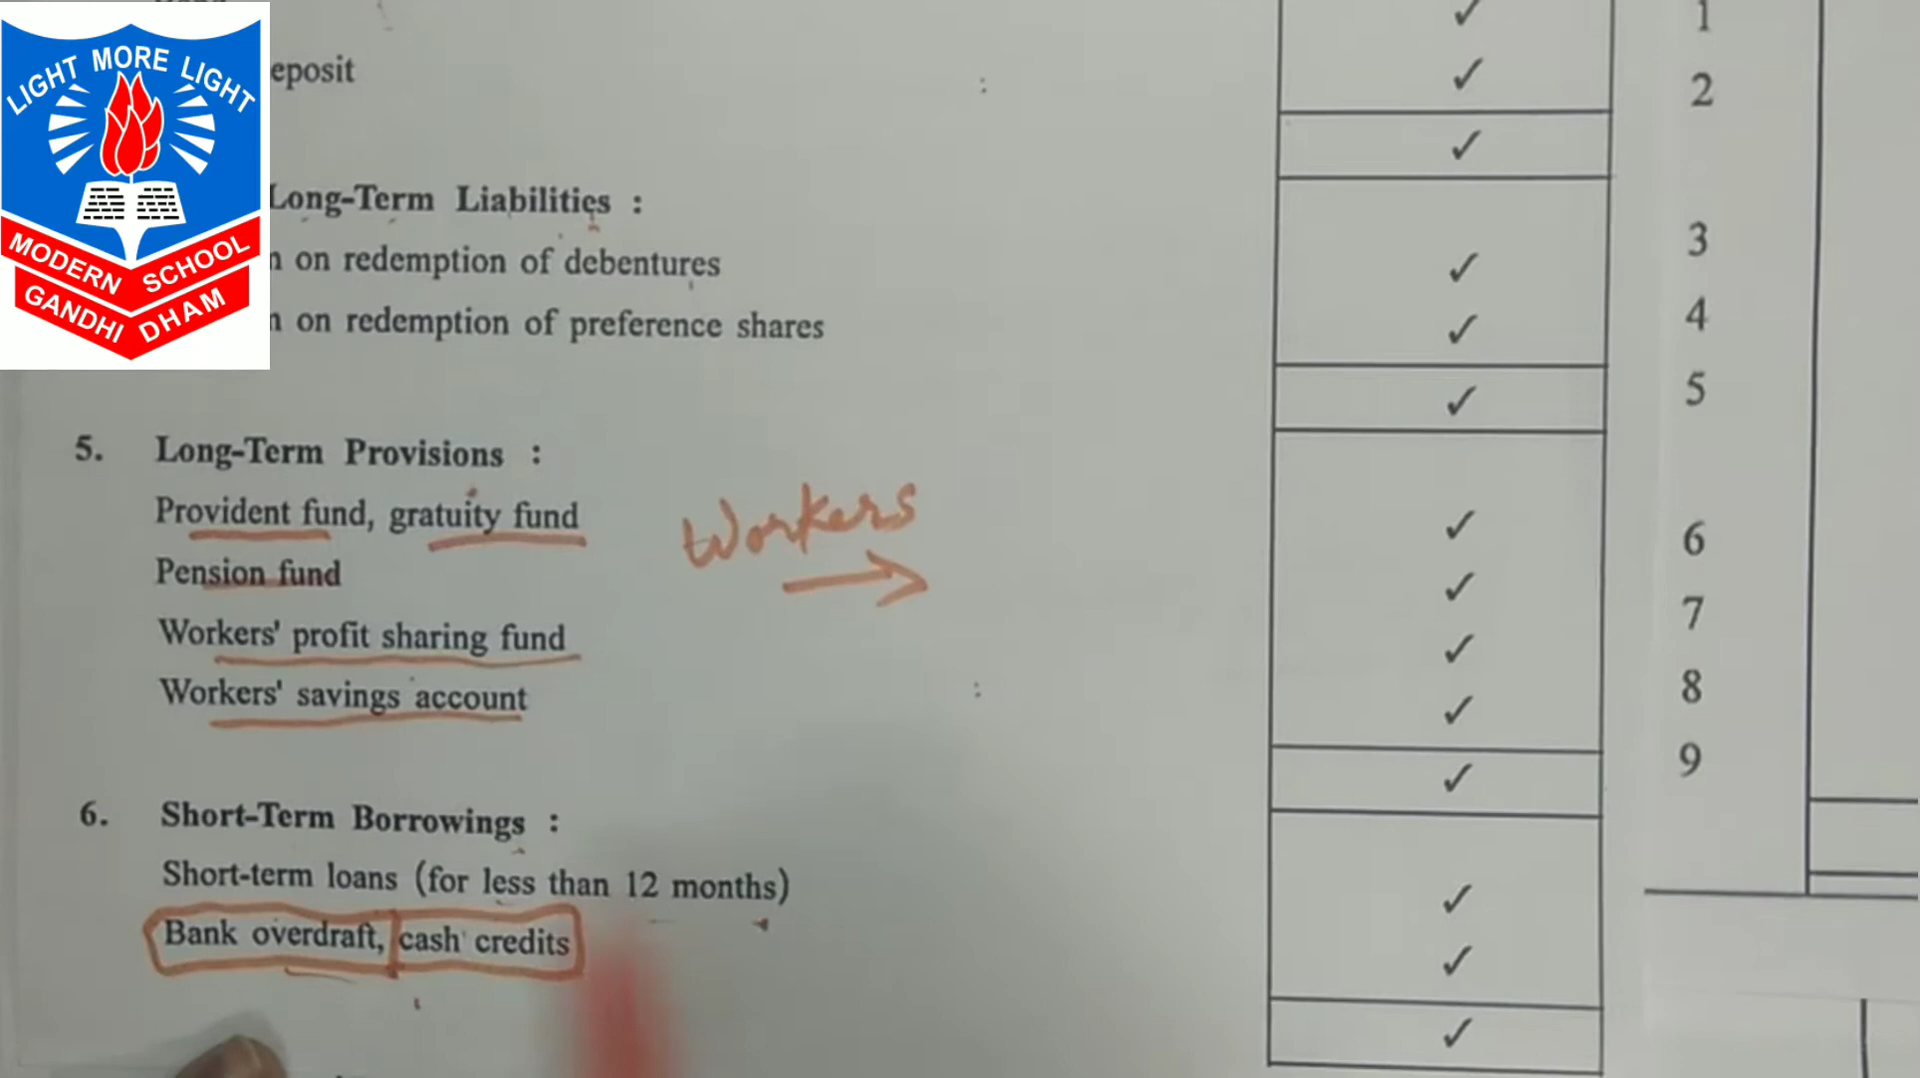 LIGHT MORE LIGHT
MODERN SCHOOL
GANDHI DHAM
eposit :
Long-Term Liabilities :
n on redemption of debentures
n on redemption of preference shares
5. Long-Term Provisions :
Provident fund, gratuity fund
Workers
Pension fund
Workers' profit sharing fund
Workers' savings account :
6. Short-Term Borrowings :
Short-term loans (for less than 12 months)
Bank overdraft, cash credits
✓
✓
✓
✓
✓
✓
✓
✓
✓
✓
✓
✓
✓
✓
1
2
3
4
5
6
7
8
9